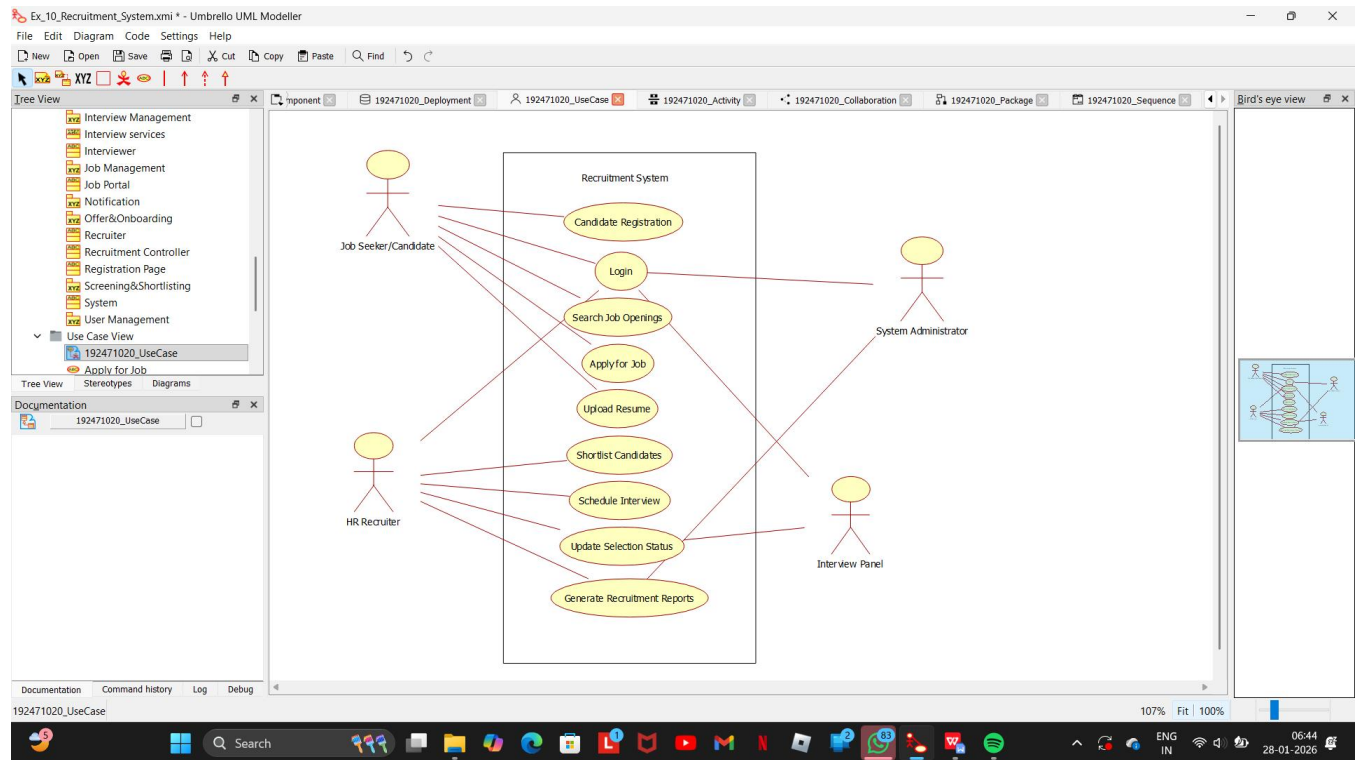 Ex_10_Recruitment_System.xmi * - Umbrello UML Modeller
File Edit Diagram Code Settings Help
New Open Save Cut Copy Paste Find
XYZ
Tree View
Interview Management
Interview services
Interviewer
Job Management
Job Portal
Notification
Offer&Onboarding
Recruiter
Recruitment Controller
Registration Page
Screening&Shortlisting
System
User Management
Use Case View
192471020_UseCase
Apply for Job
Tree View Stereotypes Diagrams
Documentation
192471020_UseCase
Documentation Command history Log Debug
mponent 192471020_Deployment 192471020_UseCase 192471020_Activity 192471020_Collaboration 192471020_Package 192471020_Sequence
Recruitment System
Candidate Registration
Job Seeker/Candidate
Login
Search Job Openings
System Administrator
Apply for Job
Upload Resume
Shortlist Candidates
Schedule Interview
HR Recruiter
Update Selection Status
Interview Panel
Generate Recruitment Reports
Bird's eye view
192471020_UseCase
107% Fit 100%
5
Search
2
83
ENG
IN
06:44
28-01-2026